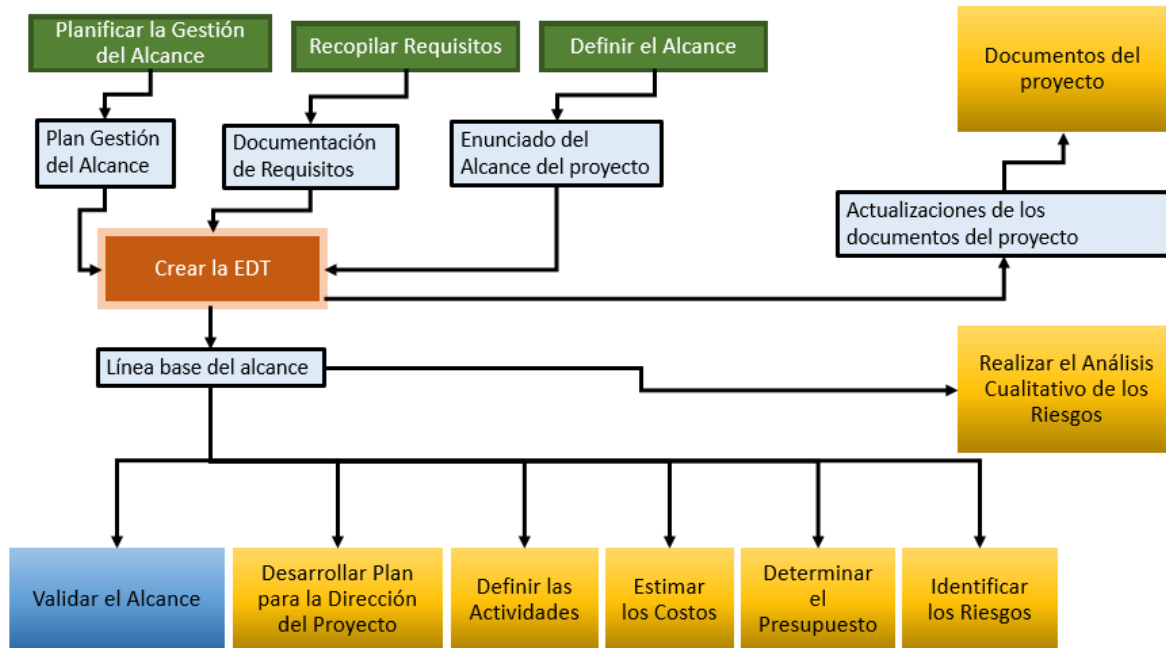 Planificar la Gestión
del Alcance
Recopilar Requisitos
Definir el Alcance
Documentos del
proyecto
Plan Gestión
del Alcance
Documentación
de Requisitos
Enunciado del
Alcance del proyecto
Actualizaciones de los
documentos del proyecto
Crear la EDT
Línea base del alcance
Realizar el Análisis
Cualitativo de los
Riesgos
Validar el Alcance
Desarrollar Plan
para la Dirección
del Proyecto
Definir las
Actividades
Estimar
los Costos
Determinar
el
Presupuesto
Identificar
los Riesgos